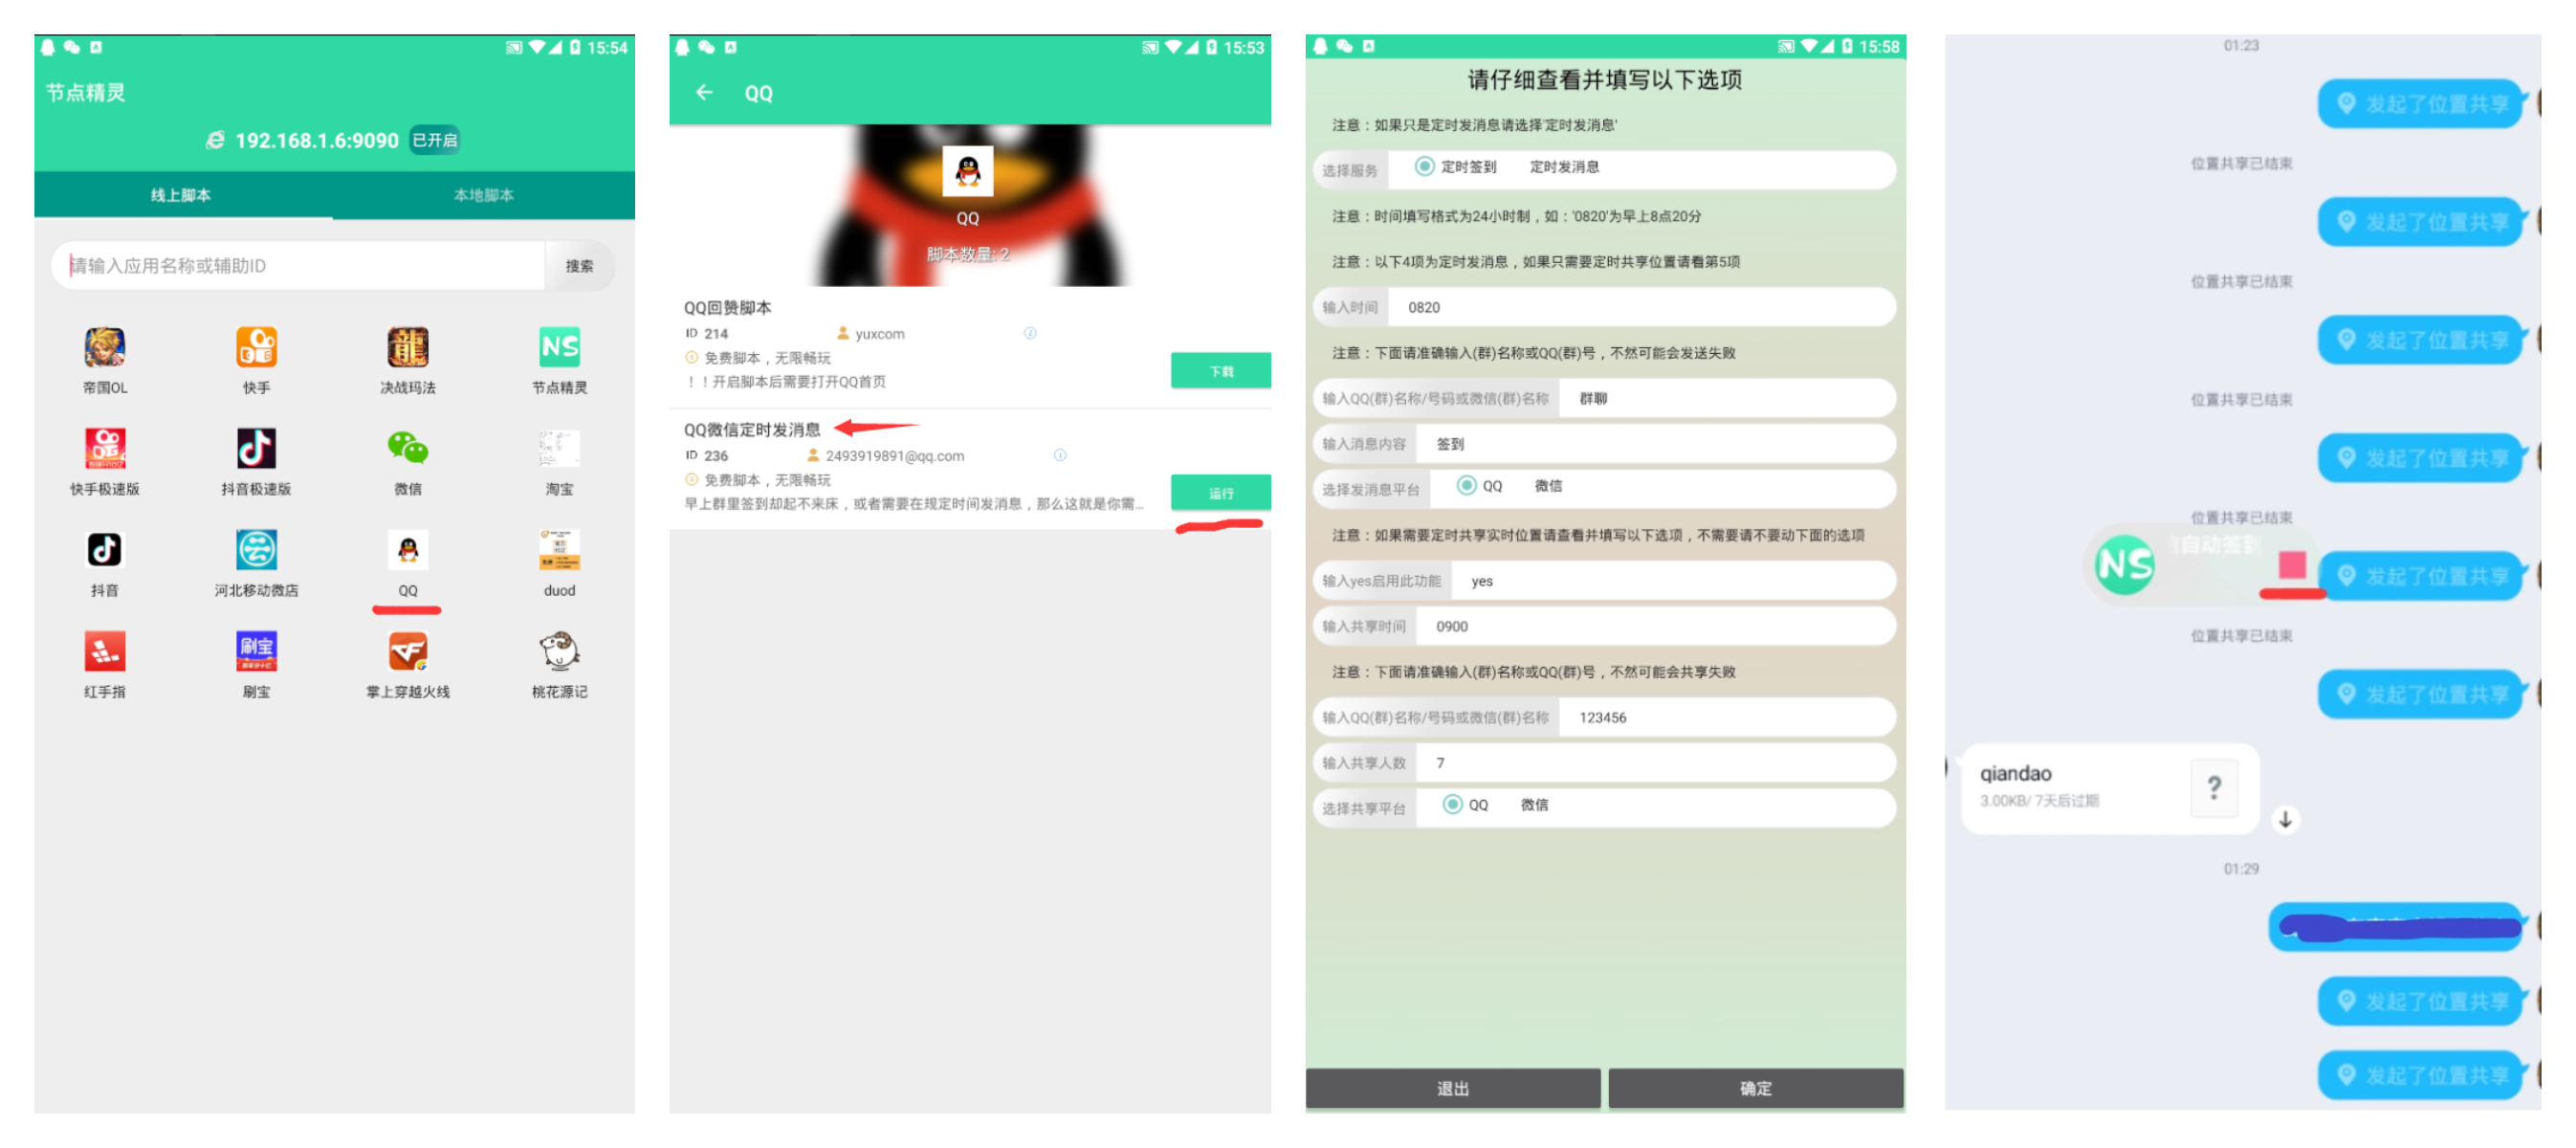 15:54
节点精灵
192.168.1.6:9090 已开启
线上脚本 本地脚本
请输入应用名称或辅助ID 搜索
帝国OL 快手 决战玛法 节点精灵
快手极速版 抖音极速版 微信 淘宝
抖音 河北移动微店 QQ duod
红手指 刷宝 掌上穿越火线 桃花源记
NS
龍
刷宝
15:53
QQ
QQ
脚本数量: 2
QQ回赞脚本
ID 214 yuxcom
免费脚本，无限畅玩
！！开启脚本后需要打开QQ首页
下载
QQ微信定时发消息
ID 236 2493919891@qq.com
免费脚本，无限畅玩
早上群里签到却起不来床，或者需要在规定时间发消息，那么这就是你需...
运行
15:58
请仔细查看并填写以下选项
注意：如果只是定时发消息请选择'定时发消息'
选择服务 定时签到 定时发消息
注意：时间填写格式为24小时制，如：'0820'为早上8点20分
注意：以下4项为定时发消息，如果只需要定时共享位置请看第5项
输入时间 0820
注意：下面请准确输入(群)名称或QQ(群)号，不然可能会发送失败
输入QQ(群)名称/号码或微信(群)名称 群聊
输入消息内容 签到
选择发消息平台 QQ 微信
注意：如果需要定时共享实时位置请查看并填写以下选项，不需要请不要动下面的选项
输入yes启用此功能 yes
输入共享时间 0900
注意：下面请准确输入(群)名称或QQ(群)号，不然可能会共享失败
输入QQ(群)名称/号码或微信(群)名称 123456
输入共享人数 7
选择共享平台 QQ 微信
退出 确定
01:23
发起了位置共享
位置共享已结束
发起了位置共享
位置共享已结束
发起了位置共享
位置共享已结束
发起了位置共享
位置共享已结束
NS 自动签到
发起了位置共享
位置共享已结束
发起了位置共享
qiandao
3.00KB/ 7天后过期
?
01:29
发起了位置共享
发起了位置共享